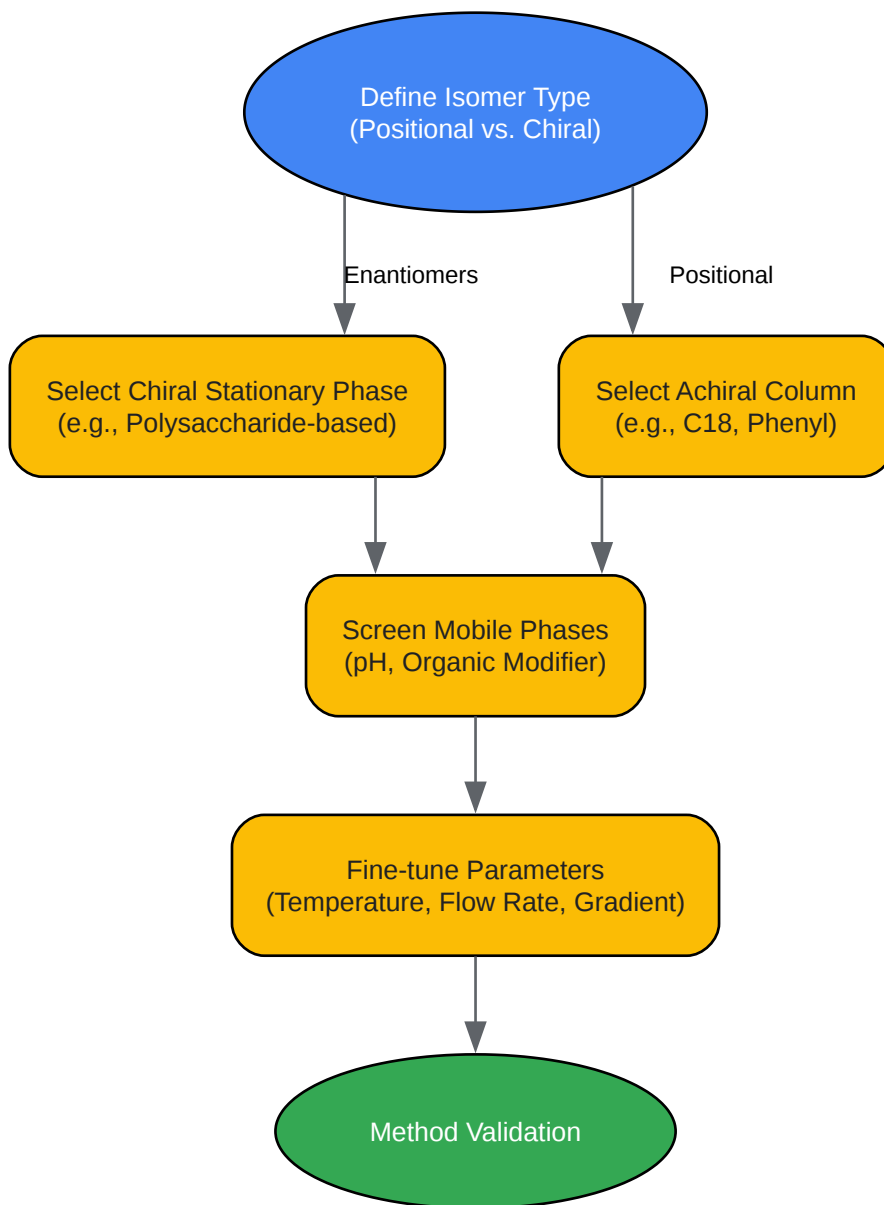 Define Isomer Type
(Positional vs. Chiral)
Enantiomers
Positional
Select Chiral Stationary Phase
(e.g., Polysaccharide-based)
Select Achiral Column
(e.g., C18, Phenyl)
Screen Mobile Phases
(pH, Organic Modifier)
Fine-tune Parameters
(Temperature, Flow Rate, Gradient)
Method Validation